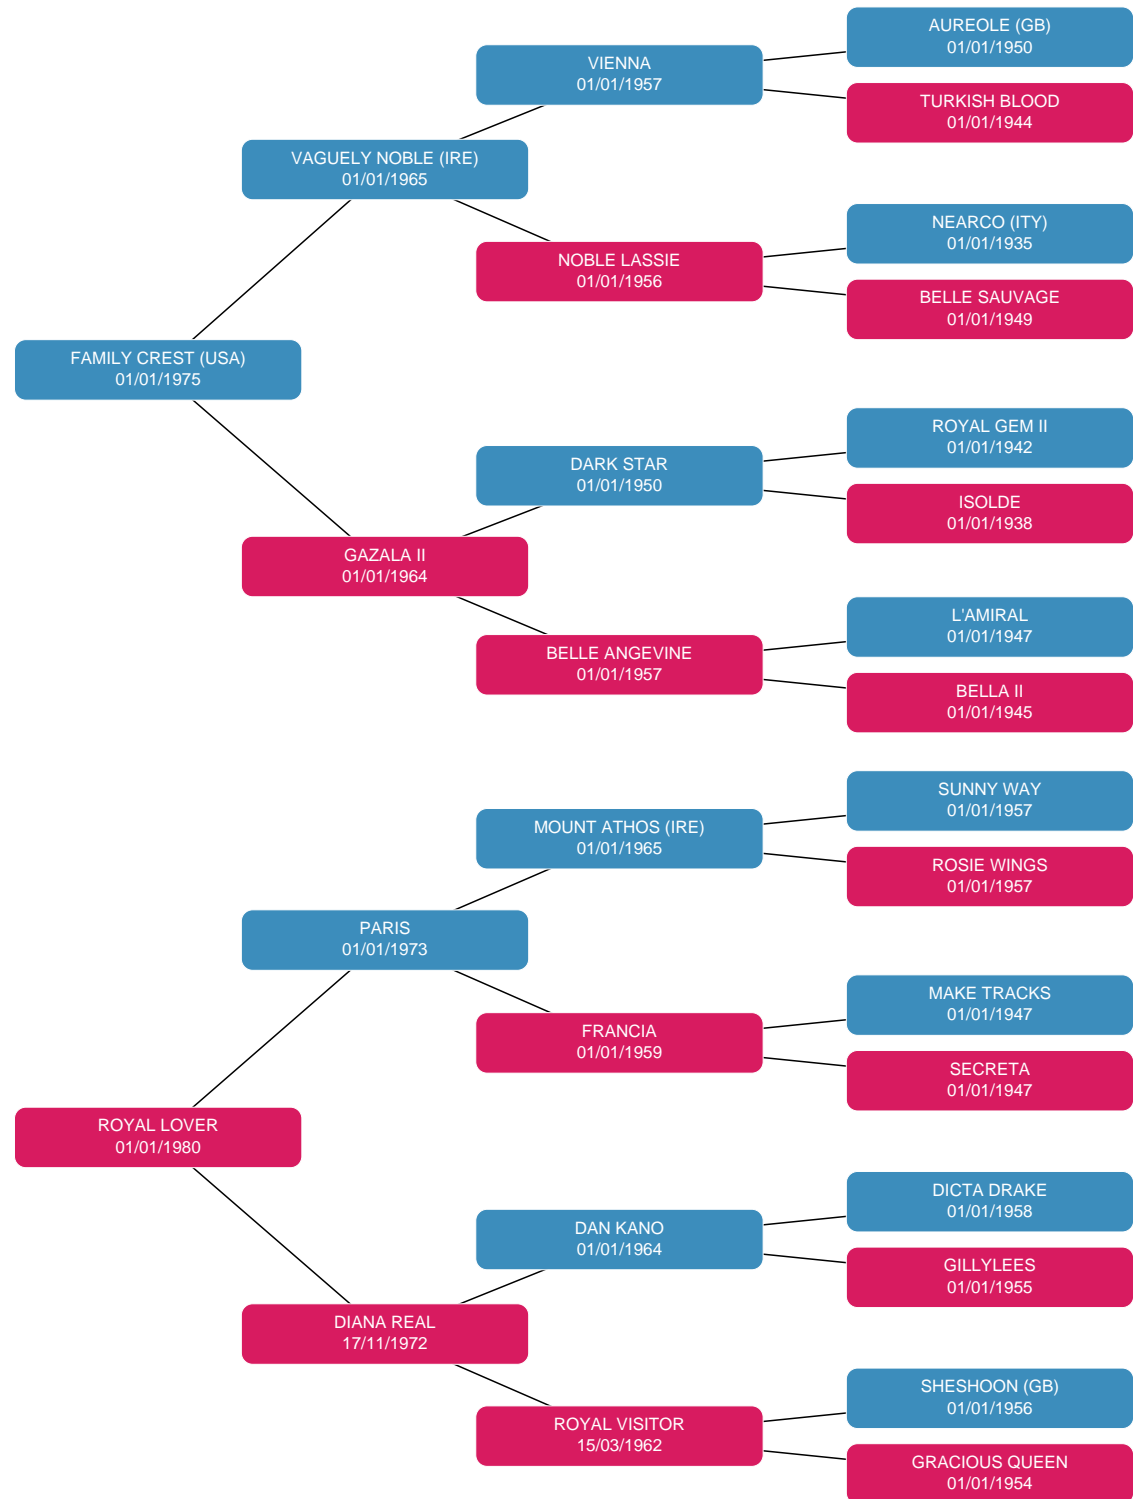 AUREOLE (GB)
01/01/1950
VIENNA
01/01/1957
TURKISH BLOOD
01/01/1944
VAGUELY NOBLE (IRE)
01/01/1965
NEARCO (ITY)
01/01/1935
NOBLE LASSIE
01/01/1956
BELLE SAUVAGE
01/01/1949
FAMILY CREST (USA)
01/01/1975
ROYAL GEM II
01/01/1942
DARK STAR
01/01/1950
ISOLDE
01/01/1938
GAZALA II
01/01/1964
L'AMIRAL
01/01/1947
BELLE ANGEVINE
01/01/1957
BELLA II
01/01/1945
SUNNY WAY
01/01/1957
MOUNT ATHOS (IRE)
01/01/1965
ROSIE WINGS
01/01/1957
PARIS
01/01/1973
MAKE TRACKS
01/01/1947
FRANCIA
01/01/1959
SECRETA
01/01/1947
ROYAL LOVER
01/01/1980
DICTA DRAKE
01/01/1958
DAN KANO
01/01/1964
GILLYLEES
01/01/1955
DIANA REAL
17/11/1972
SHESHOON (GB)
01/01/1956
ROYAL VISITOR
15/03/1962
GRACIOUS QUEEN
01/01/1954